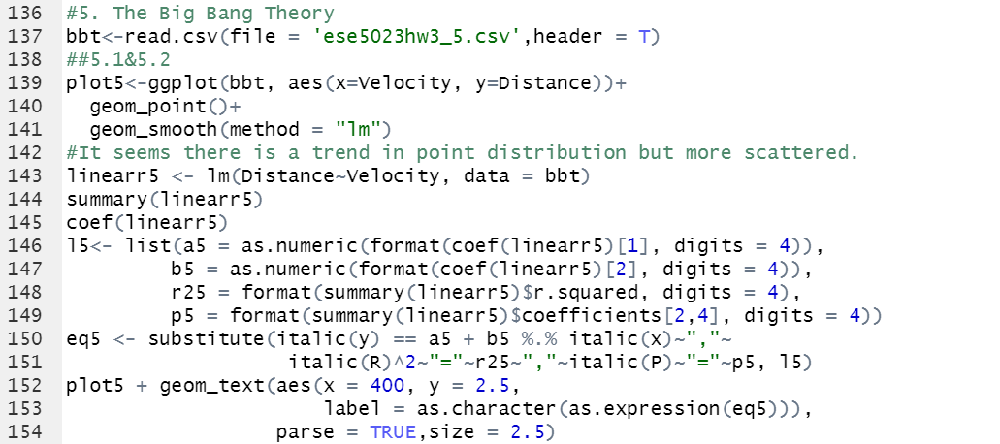 136 #5. The Big Bang Theory
137 bbt<-read.csv(file = 'ese5023hw3_5.csv',header = T)
138 ##5.1&5.2
139 plot5<-ggplot(bbt, aes(x=Velocity, y=Distance))+
140   geom_point()+
141   geom_smooth(method = "lm")
142 #It seems there is a trend in point distribution but more scattered.
143 linearr5 <- lm(Distance~Velocity, data = bbt)
144 summary(linearr5)
145 coef(linearr5)
146 l5<- list(a5 = as.numeric(format(coef(linearr5)[1], digits = 4)),
147          b5 = as.numeric(format(coef(linearr5)[2], digits = 4)),
148          r25 = format(summary(linearr5)$r.squared, digits = 4),
149          p5 = format(summary(linearr5)$coefficients[2,4], digits = 4))
150 eq5 <- substitute(italic(y) == a5 + b5 %.% italic(x)~","~
151                    italic(R)^2~"="~r25~","~italic(P)~"="~p5, l5)
152 plot5 + geom_text(aes(x = 400, y = 2.5,
153                       label = as.character(as.expression(eq5))),
154                   parse = TRUE,size = 2.5)